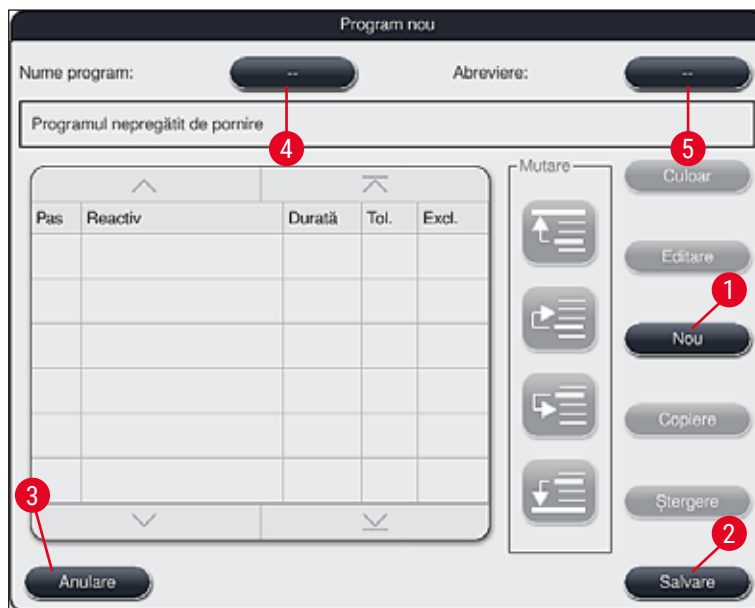 Program nou
Nume program: -- Abreviere: --
Programul nepregătit de pornire
4
5
Mutare
Culoar
Pas Reactiv Durată Tol. Excl.
Editare
1
Nou
Copiere
3
Ștergere
2
Anulare
Salvare